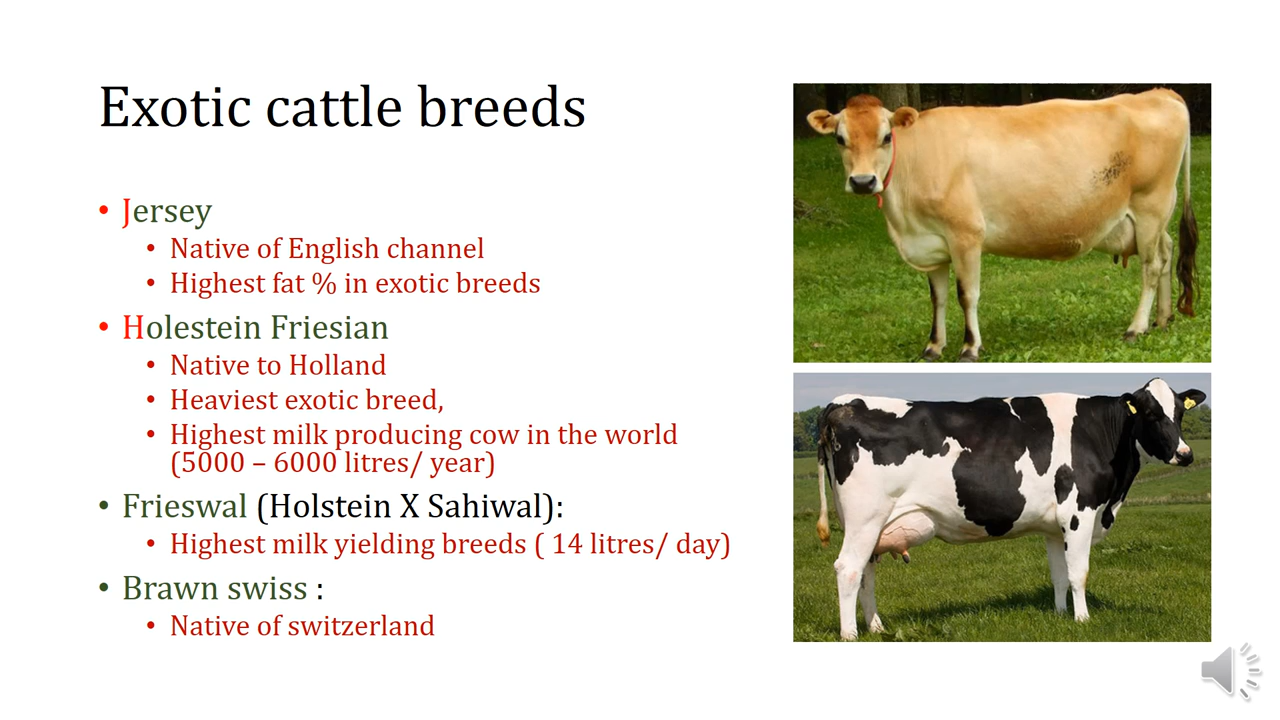 Exotic cattle breeds
• Jersey
• Native of English channel
• Highest fat % in exotic breeds
• Holestein Friesian
• Native to Holland
• Heaviest exotic breed,
• Highest milk producing cow in the world
(5000 – 6000 litres/ year)
• Frieswal (Holstein X Sahiwal):
• Highest milk yielding breeds ( 14 litres/ day)
• Brawn swiss :
• Native of switzerland